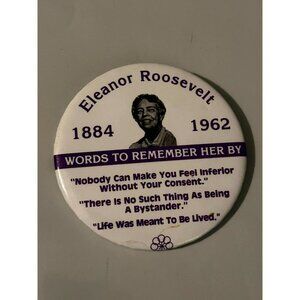 Eleanor Roosevelt
1884 1962
WORDS TO REMEMBER HER BY
"Nobody Can Make You Feel Inferior
Without Your Consent."
"There Is No Such Thing As Being
A Bystander."
"Life Was Meant To Be Lived."